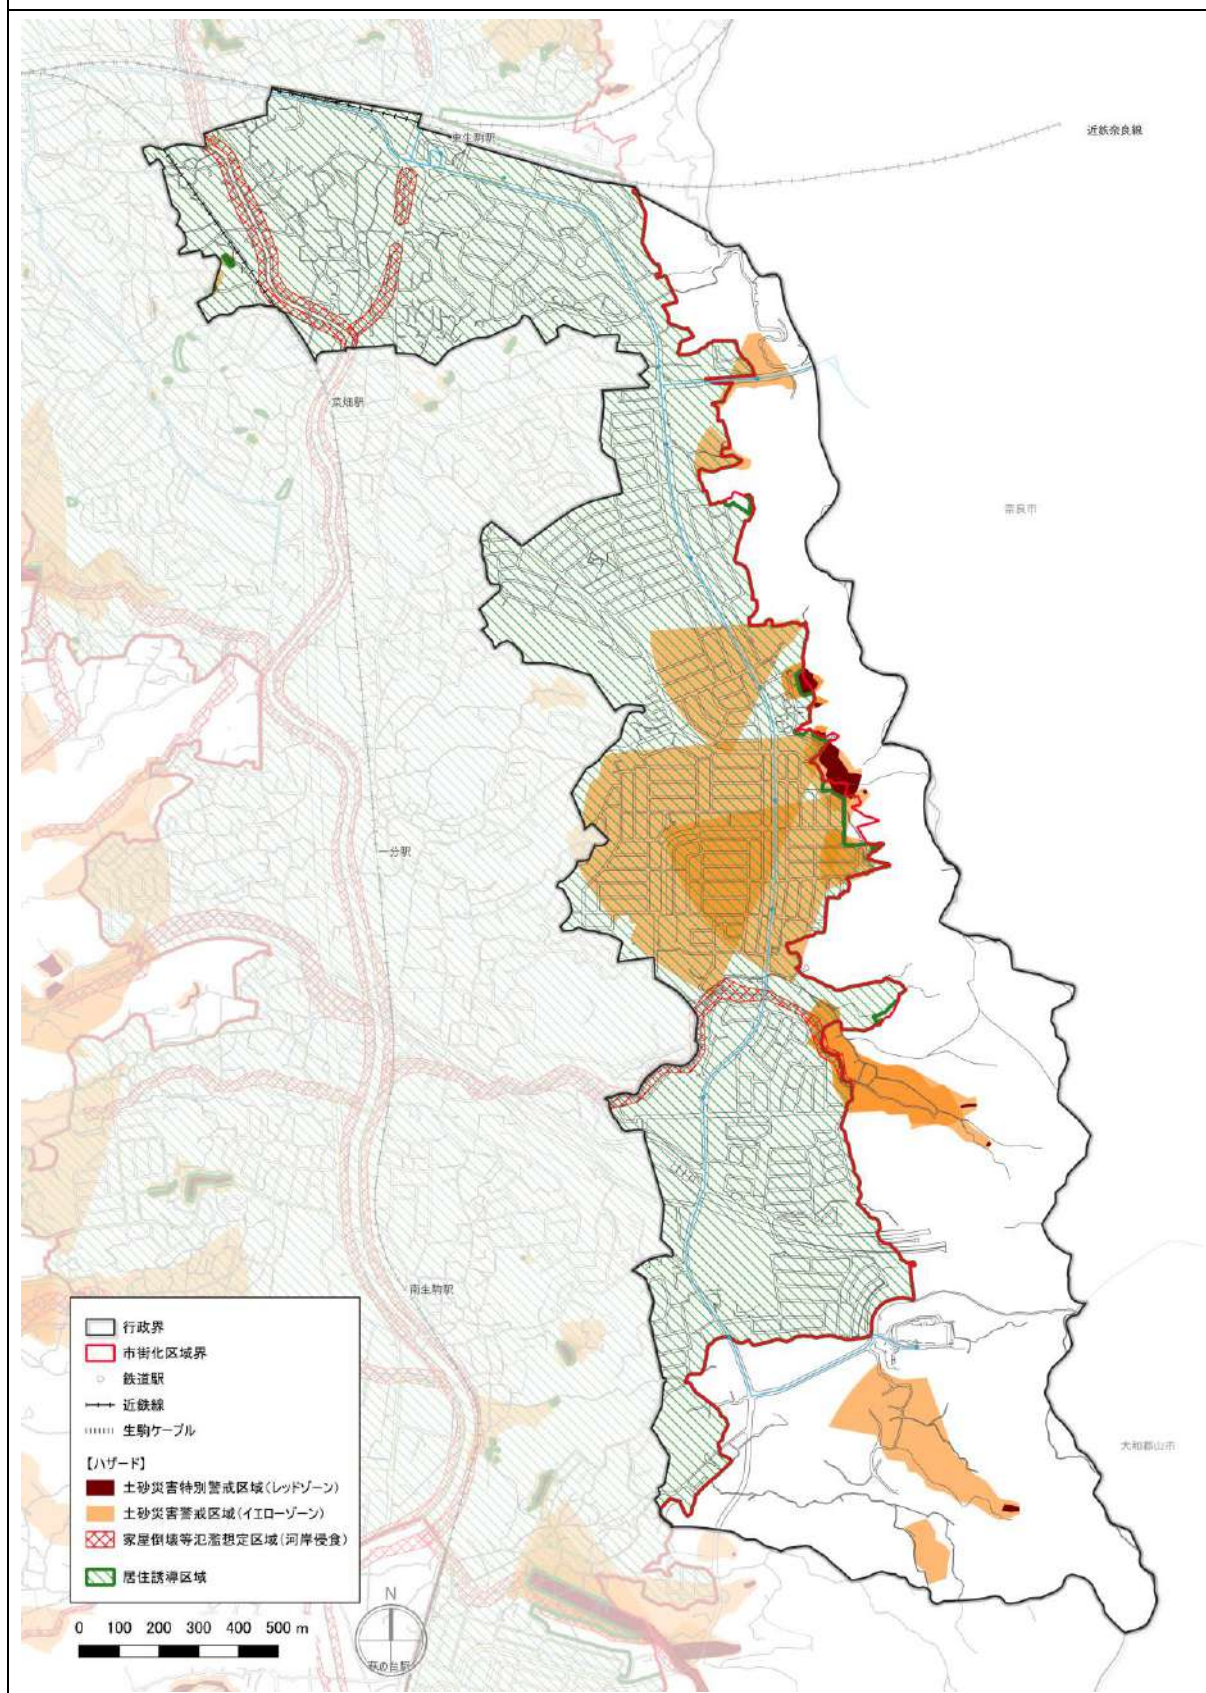 東生駒駅
近鉄奈良線
菜畑駅
奈良市
一分駅
南生駒駅
大和郡山市
行政界
市街化区域界
鉄道駅
近鉄線
生駒ケーブル
【ハザード】
土砂災害特別警戒区域(レッドゾーン)
土砂災害警戒区域(イエローゾーン)
家屋倒壊等氾濫想定区域(河岸侵食)
居住誘導区域
N
0 100 200 300 400 500 m
萩の台駅